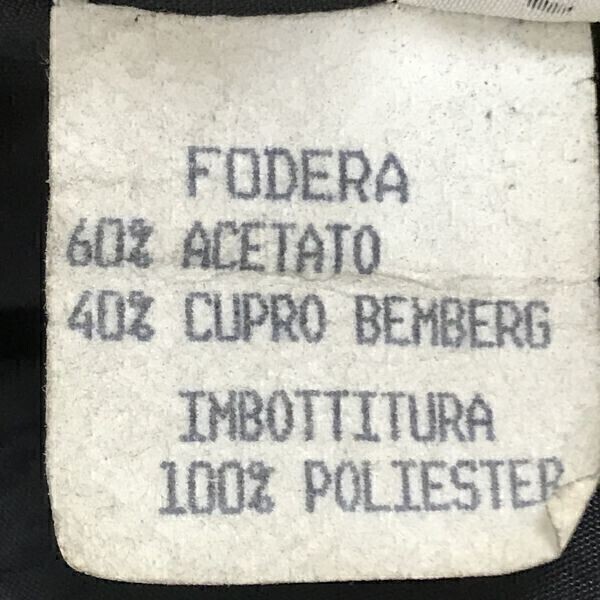 FODERA
60% ACETATO
40% CUPRO BEMBERG
IMBOTTITURA
100% POLIESTER